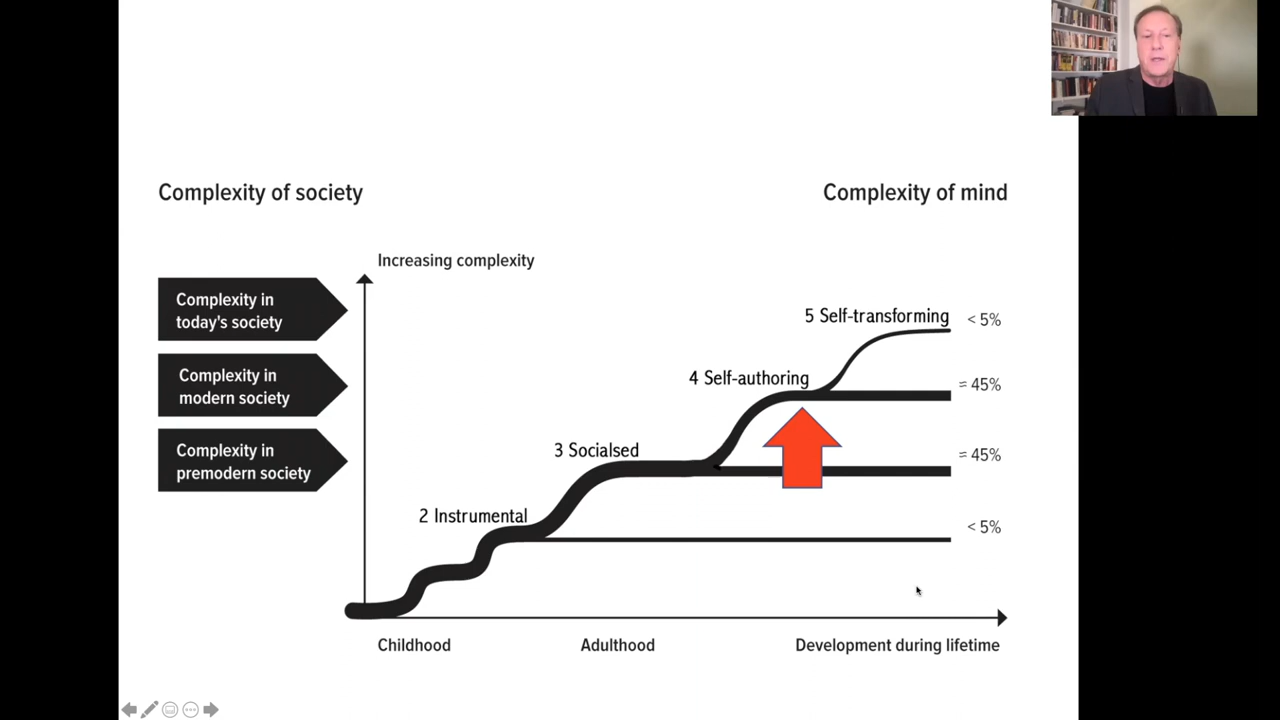 Complexity of society
Complexity of mind
Increasing complexity
Complexity in
today's society
Complexity in
modern society
Complexity in
premodern society
5 Self-transforming
< 5%
4 Self-authoring
≈ 45%
3 Socialsed
≈ 45%
2 Instrumental
< 5%
Childhood
Adulthood
Development during lifetime